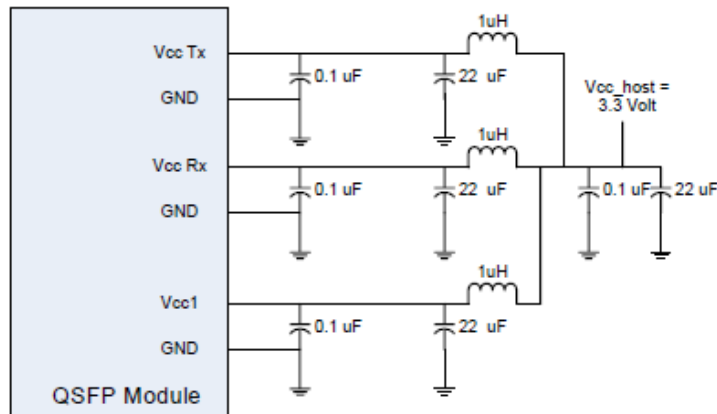 1uH
Vcc Tx
0.1 uF
22 uF
GND
Vcc_host =
3.3 Volt
1uH
Vcc Rx
0.1 uF
22 uF
0.1 uF
22 uF
GND
1uH
Vcc1
0.1 uF
22 uF
GND
QSFP Module